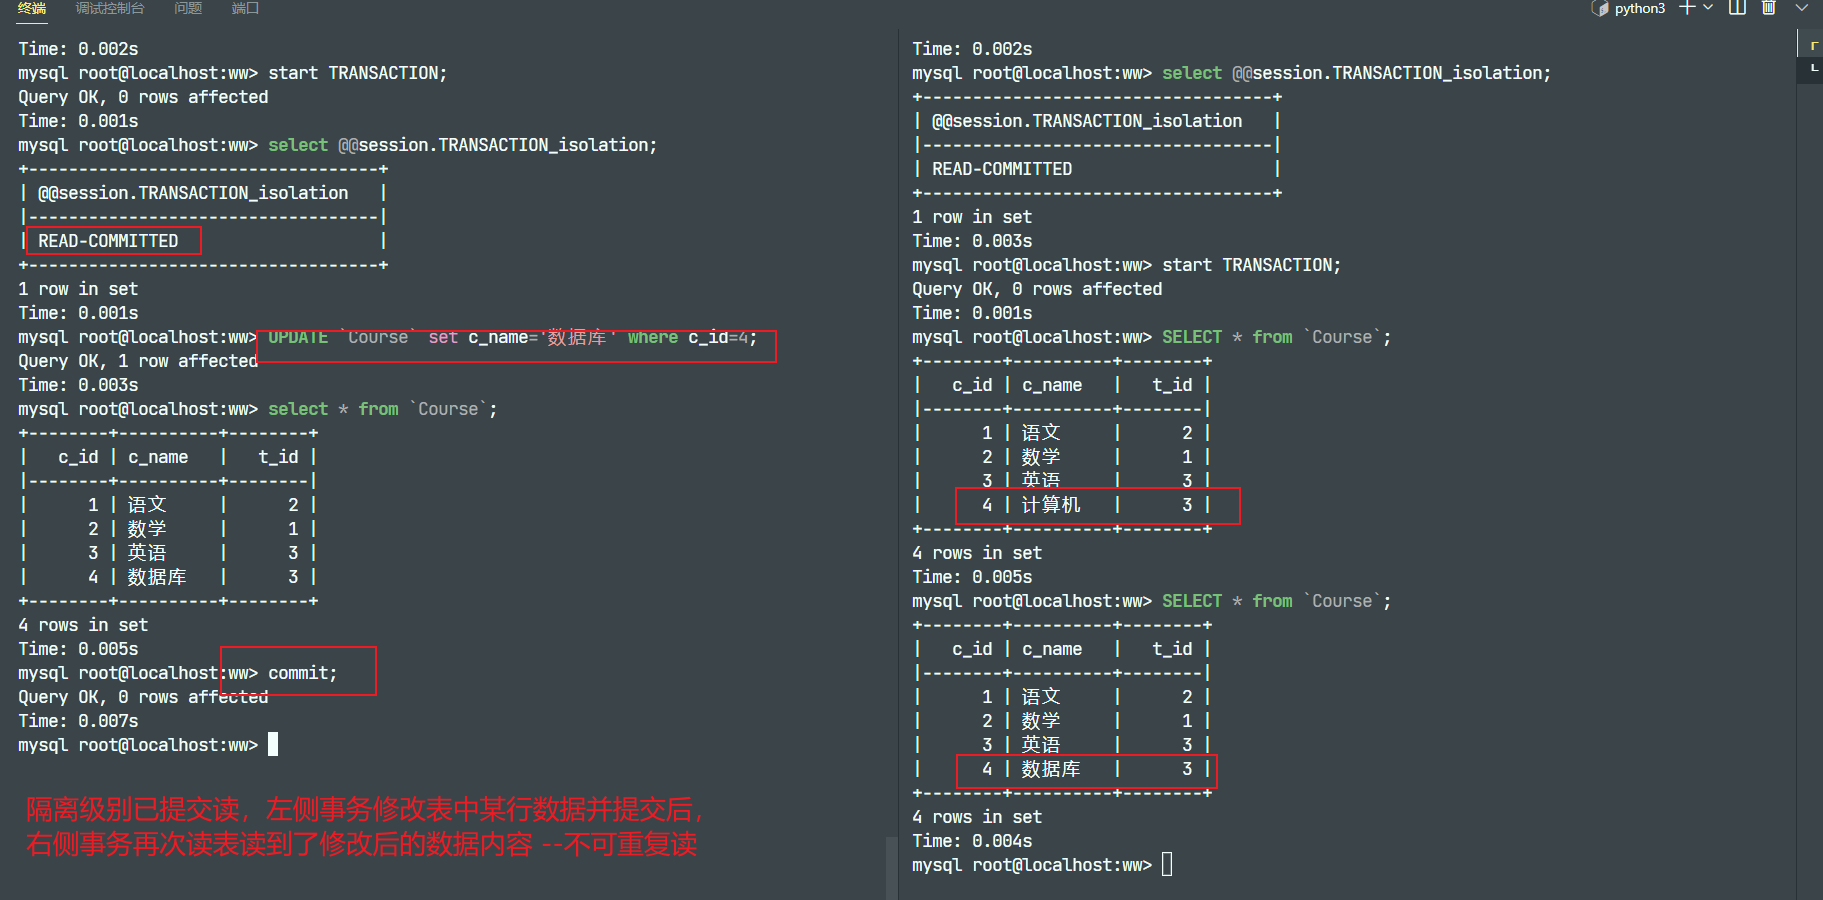 终端 调试控制台 问题 端口
python3
Time: 0.002s
mysql root@localhost:ww> start TRANSACTION;
Query OK, 0 rows affected
Time: 0.001s
mysql root@localhost:ww> select @@session.TRANSACTION_isolation;
+-----------------------------------+
| @@session.TRANSACTION_isolation   |
|-----------------------------------|
| READ-COMMITTED                    |
+-----------------------------------+
1 row in set
Time: 0.001s
mysql root@localhost:ww> UPDATE `Course` set c_name='数据库' where c_id=4;
Query OK, 1 row affected
Time: 0.003s
mysql root@localhost:ww> select * from `Course`;
+--------+----------+--------+
|   c_id | c_name   |   t_id |
|--------+----------+--------|
|      1 | 语文     |      2 |
|      2 | 数学     |      1 |
|      3 | 英语     |      3 |
|      4 | 数据库   |      3 |
+--------+----------+--------+
4 rows in set
Time: 0.005s
mysql root@localhost:ww> commit;
Query OK, 0 rows affected
Time: 0.007s
mysql root@localhost:ww>
隔离级别已提交读，左侧事务修改表中某行数据并提交后，
右侧事务再次读表读到了修改后的数据内容 --不可重复读
Time: 0.002s
mysql root@localhost:ww> select @@session.TRANSACTION_isolation;
+-----------------------------------+
| @@session.TRANSACTION_isolation   |
|-----------------------------------|
| READ-COMMITTED                    |
+-----------------------------------+
1 row in set
Time: 0.003s
mysql root@localhost:ww> start TRANSACTION;
Query OK, 0 rows affected
Time: 0.001s
mysql root@localhost:ww> SELECT * from `Course`;
+--------+----------+--------+
|   c_id | c_name   |   t_id |
|--------+----------+--------|
|      1 | 语文     |      2 |
|      2 | 数学     |      1 |
|      3 | 英语     |      3 |
|      4 | 计算机   |      3 |
+--------+----------+--------+
4 rows in set
Time: 0.005s
mysql root@localhost:ww> SELECT * from `Course`;
+--------+----------+--------+
|   c_id | c_name   |   t_id |
|--------+----------+--------|
|      1 | 语文     |      2 |
|      2 | 数学     |      1 |
|      3 | 英语     |      3 |
|      4 | 数据库   |      3 |
+--------+----------+--------+
4 rows in set
Time: 0.004s
mysql root@localhost:ww>